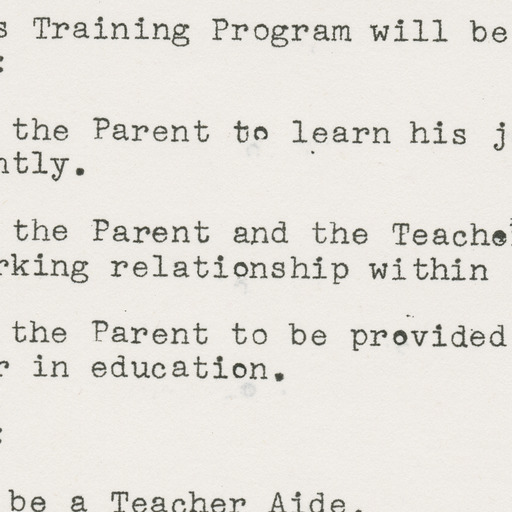 s Training Program will be
:
the Parent to learn his j
ntly.
the Parent and the Teacher
rking relationship within
the Parent to be provided
r in education.
:
be a Teacher Aide.